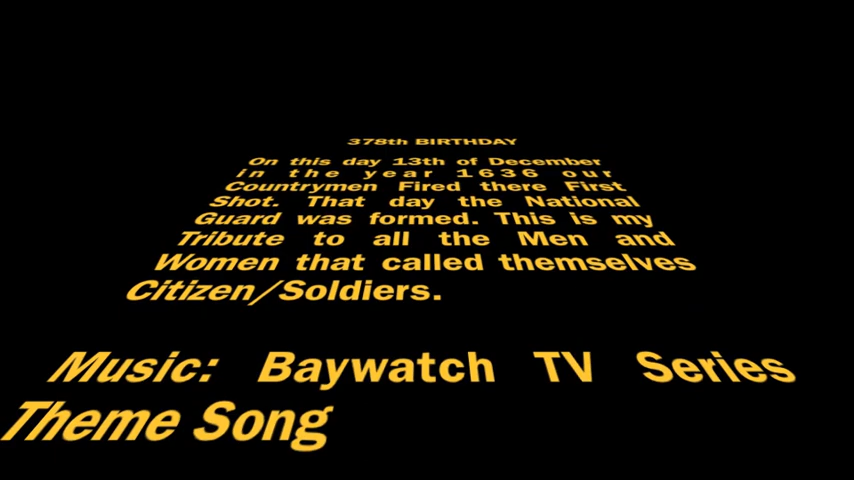 378th BIRTHDAY
On this day 13th of December
in the year 1636 our
Countrymen Fired there First
Shot. That day the National
Guard was formed. This is my
Tribute to all the Men and
Women that called themselves
Citizen/Soldiers.
Music: Baywatch TV Series
Theme Song